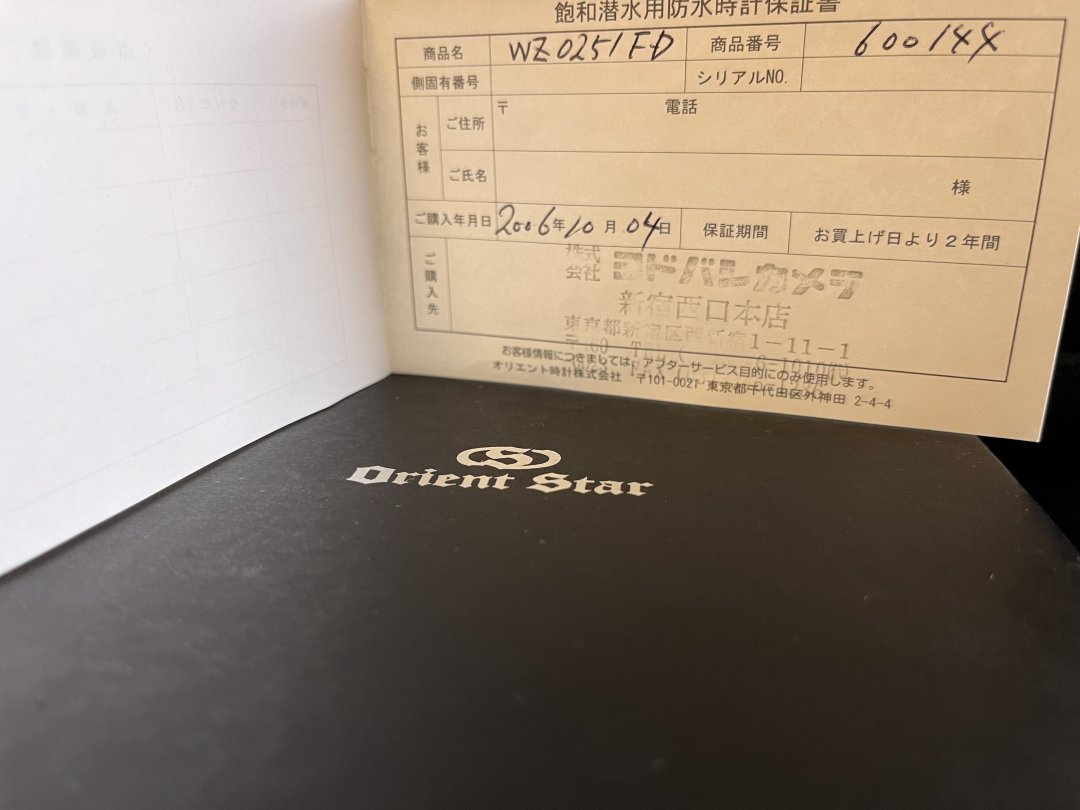 飽和潜水用防水時計保証書
商品名 WZ0251FD 商品番号 600144
側固有番号 シリアルNO.
お客様 ご住所 〒 電話
ご氏名 様
ご購入年月日 2006年10月04日 保証期間 お買上げ日より2年間
ご購入先
株式会社 ヨドバシカメラ
新宿西口本店
東京都新宿区西新宿1-11-1
お客様情報につきましては、アフターサービス目的にのみ使用します。
オリエント時計株式会社 〒101-0021 東京都千代田区外神田 2-4-4
S
Orient Star